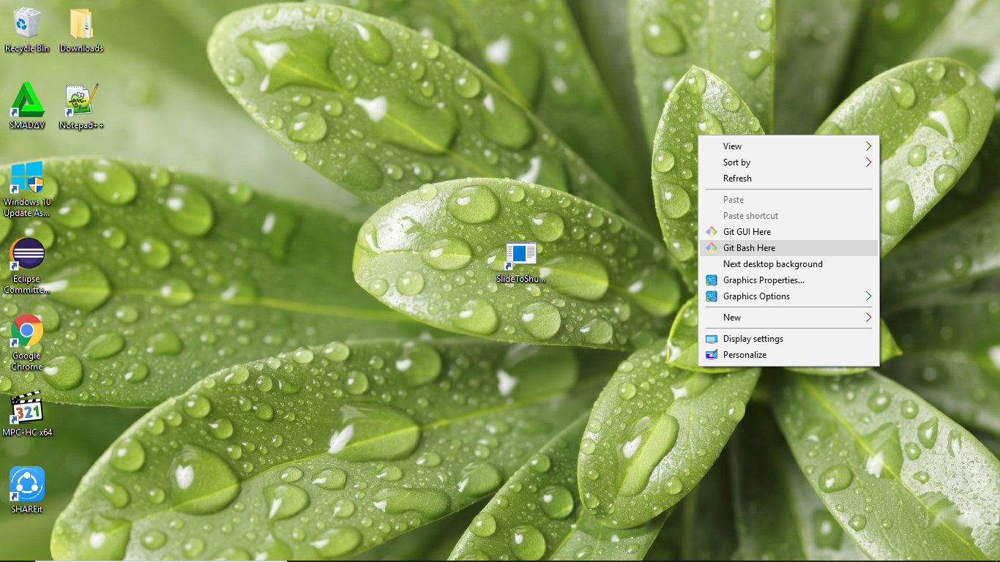 Recycle Bin
Downloads
SMADΔV
Notepad++
Windows 10
Update As...
Eclipse
Committe...
Google
Chrome
321
MPC-HC x64
SHAREit
SlideToShu...
View
Sort by
Refresh
Paste
Paste shortcut
Git GUI Here
Git Bash Here
Next desktop background
Graphics Properties...
Graphics Options
New
Display settings
Personalize